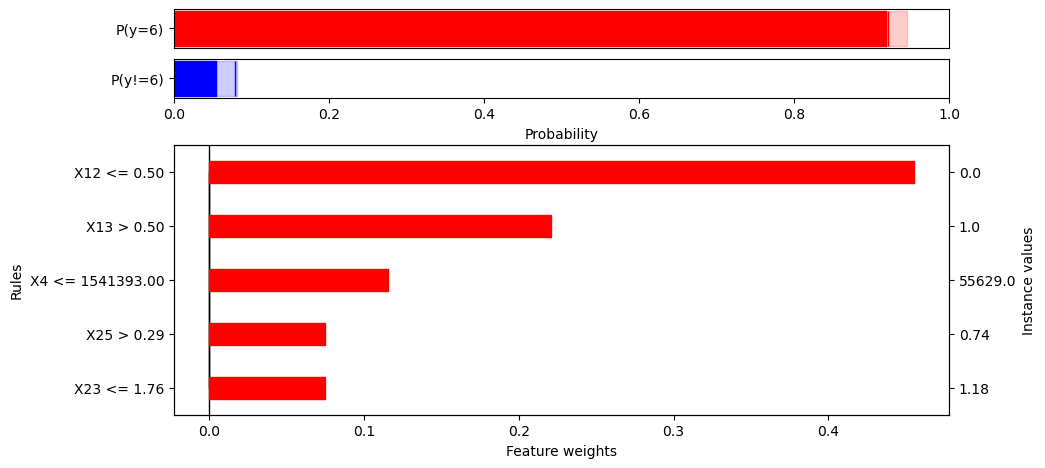 P(y=6)
P(y!=6)
0.0 0.2 0.4 0.6 0.8 1.0
Probability
Rules
X12 <= 0.50 0.0
X13 > 0.50 1.0
X4 <= 1541393.00 55629.0
X25 > 0.29 0.74
X23 <= 1.76 1.18
Instance values
0.0 0.1 0.2 0.3 0.4
Feature weights